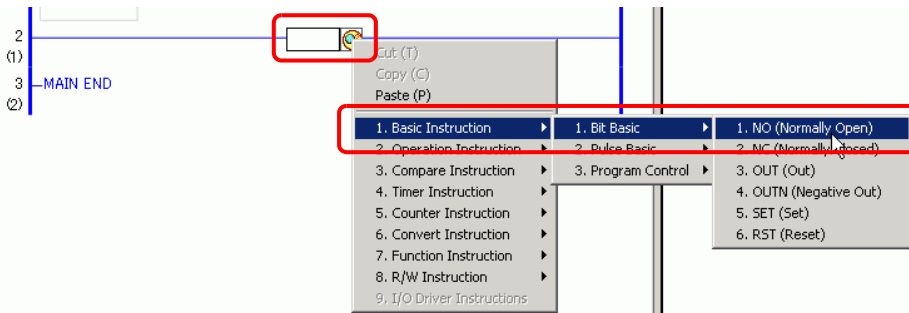 2
(1)
3 MAIN END
(2)
Cut (T)
Copy (C)
Paste (P)
1. Basic Instruction
2. Operation Instruction
3. Compare Instruction
4. Timer Instruction
5. Counter Instruction
6. Convert Instruction
7. Function Instruction
8. R/W Instruction
9. I/O Driver Instructions
1. Bit Basic
2. Pulse Basic
3. Program Control
1. NO (Normally Open)
2. NC (Normally Closed)
3. OUT (Out)
4. OUTN (Negative Out)
5. SET (Set)
6. RST (Reset)